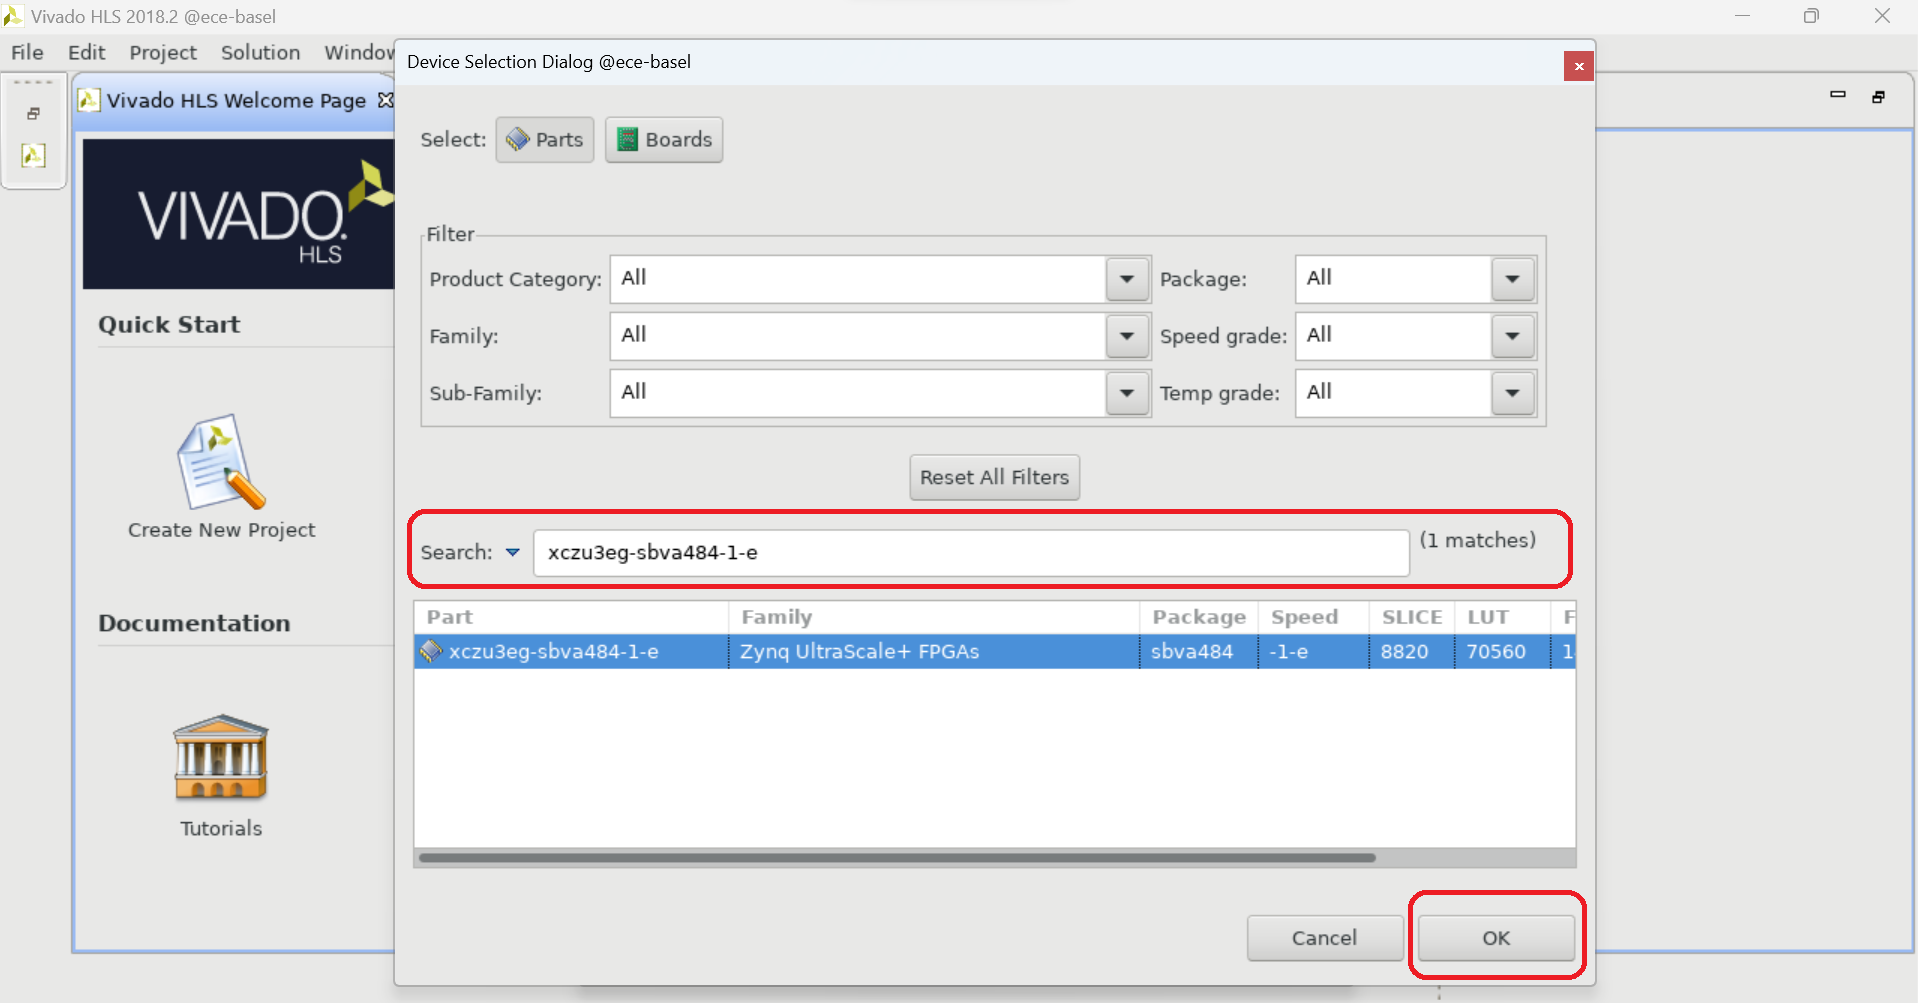 Vivado HLS 2018.2 @ece-basel
File Edit Project Solution Window
Device Selection Dialog @ece-basel
Vivado HLS Welcome Page
Select: Parts Boards
VIVADO.
HLS
Filter
Product Category: All Package: All
Family: All Speed grade: All
Sub-Family: All Temp grade: All
Reset All Filters
Quick Start
Create New Project
Documentation
Tutorials
Search: xczu3eg-sbva484-1-e (1 matches)
Part Family Package Speed SLICE LUT F
xczu3eg-sbva484-1-e Zynq UltraScale+ FPGAs sbva484 -1-e 8820 70560 1
Cancel OK